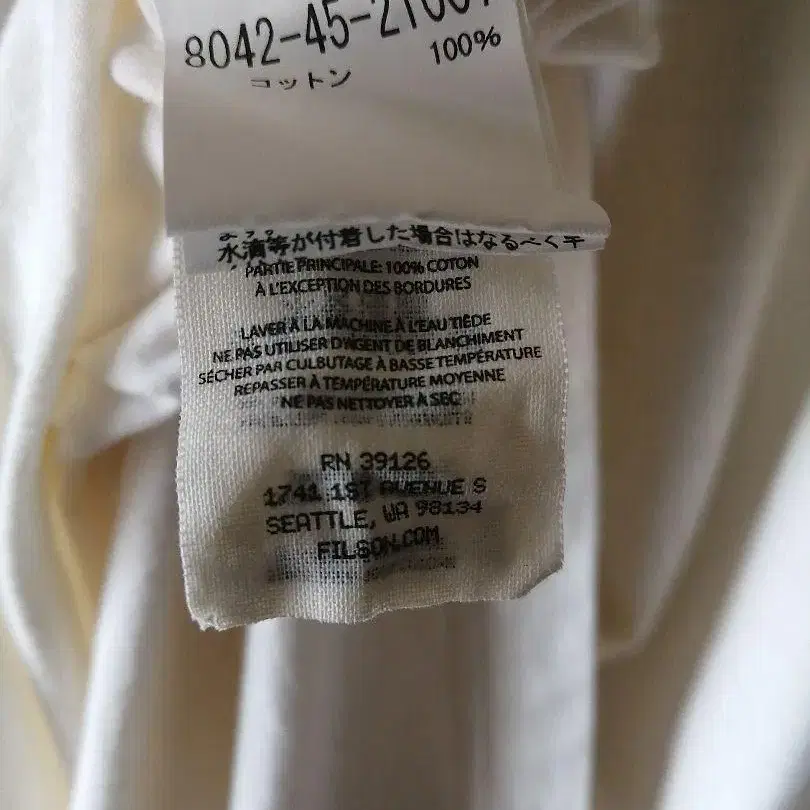 8042-45-2100
コットン 100%
水滴等が付着した場合はなるべく干
PARTIE PRINCIPALE: 100% COTON
À L'EXCEPTION DES BORDURES
LAVER À LA MACHINE À L'EAU TIÈDE
NE PAS UTILISER D'AGENT DE BLANCHIMENT
SÉCHER PAR CULBUTAGE À BASSE TEMPÉRATURE
REPASSER À TEMPÉRATURE MOYENNE
NE PAS NETTOYER À SEC
RN 39126
1741 1ST AVENUE S
SEATTLE, WA 98134
FILSON.COM